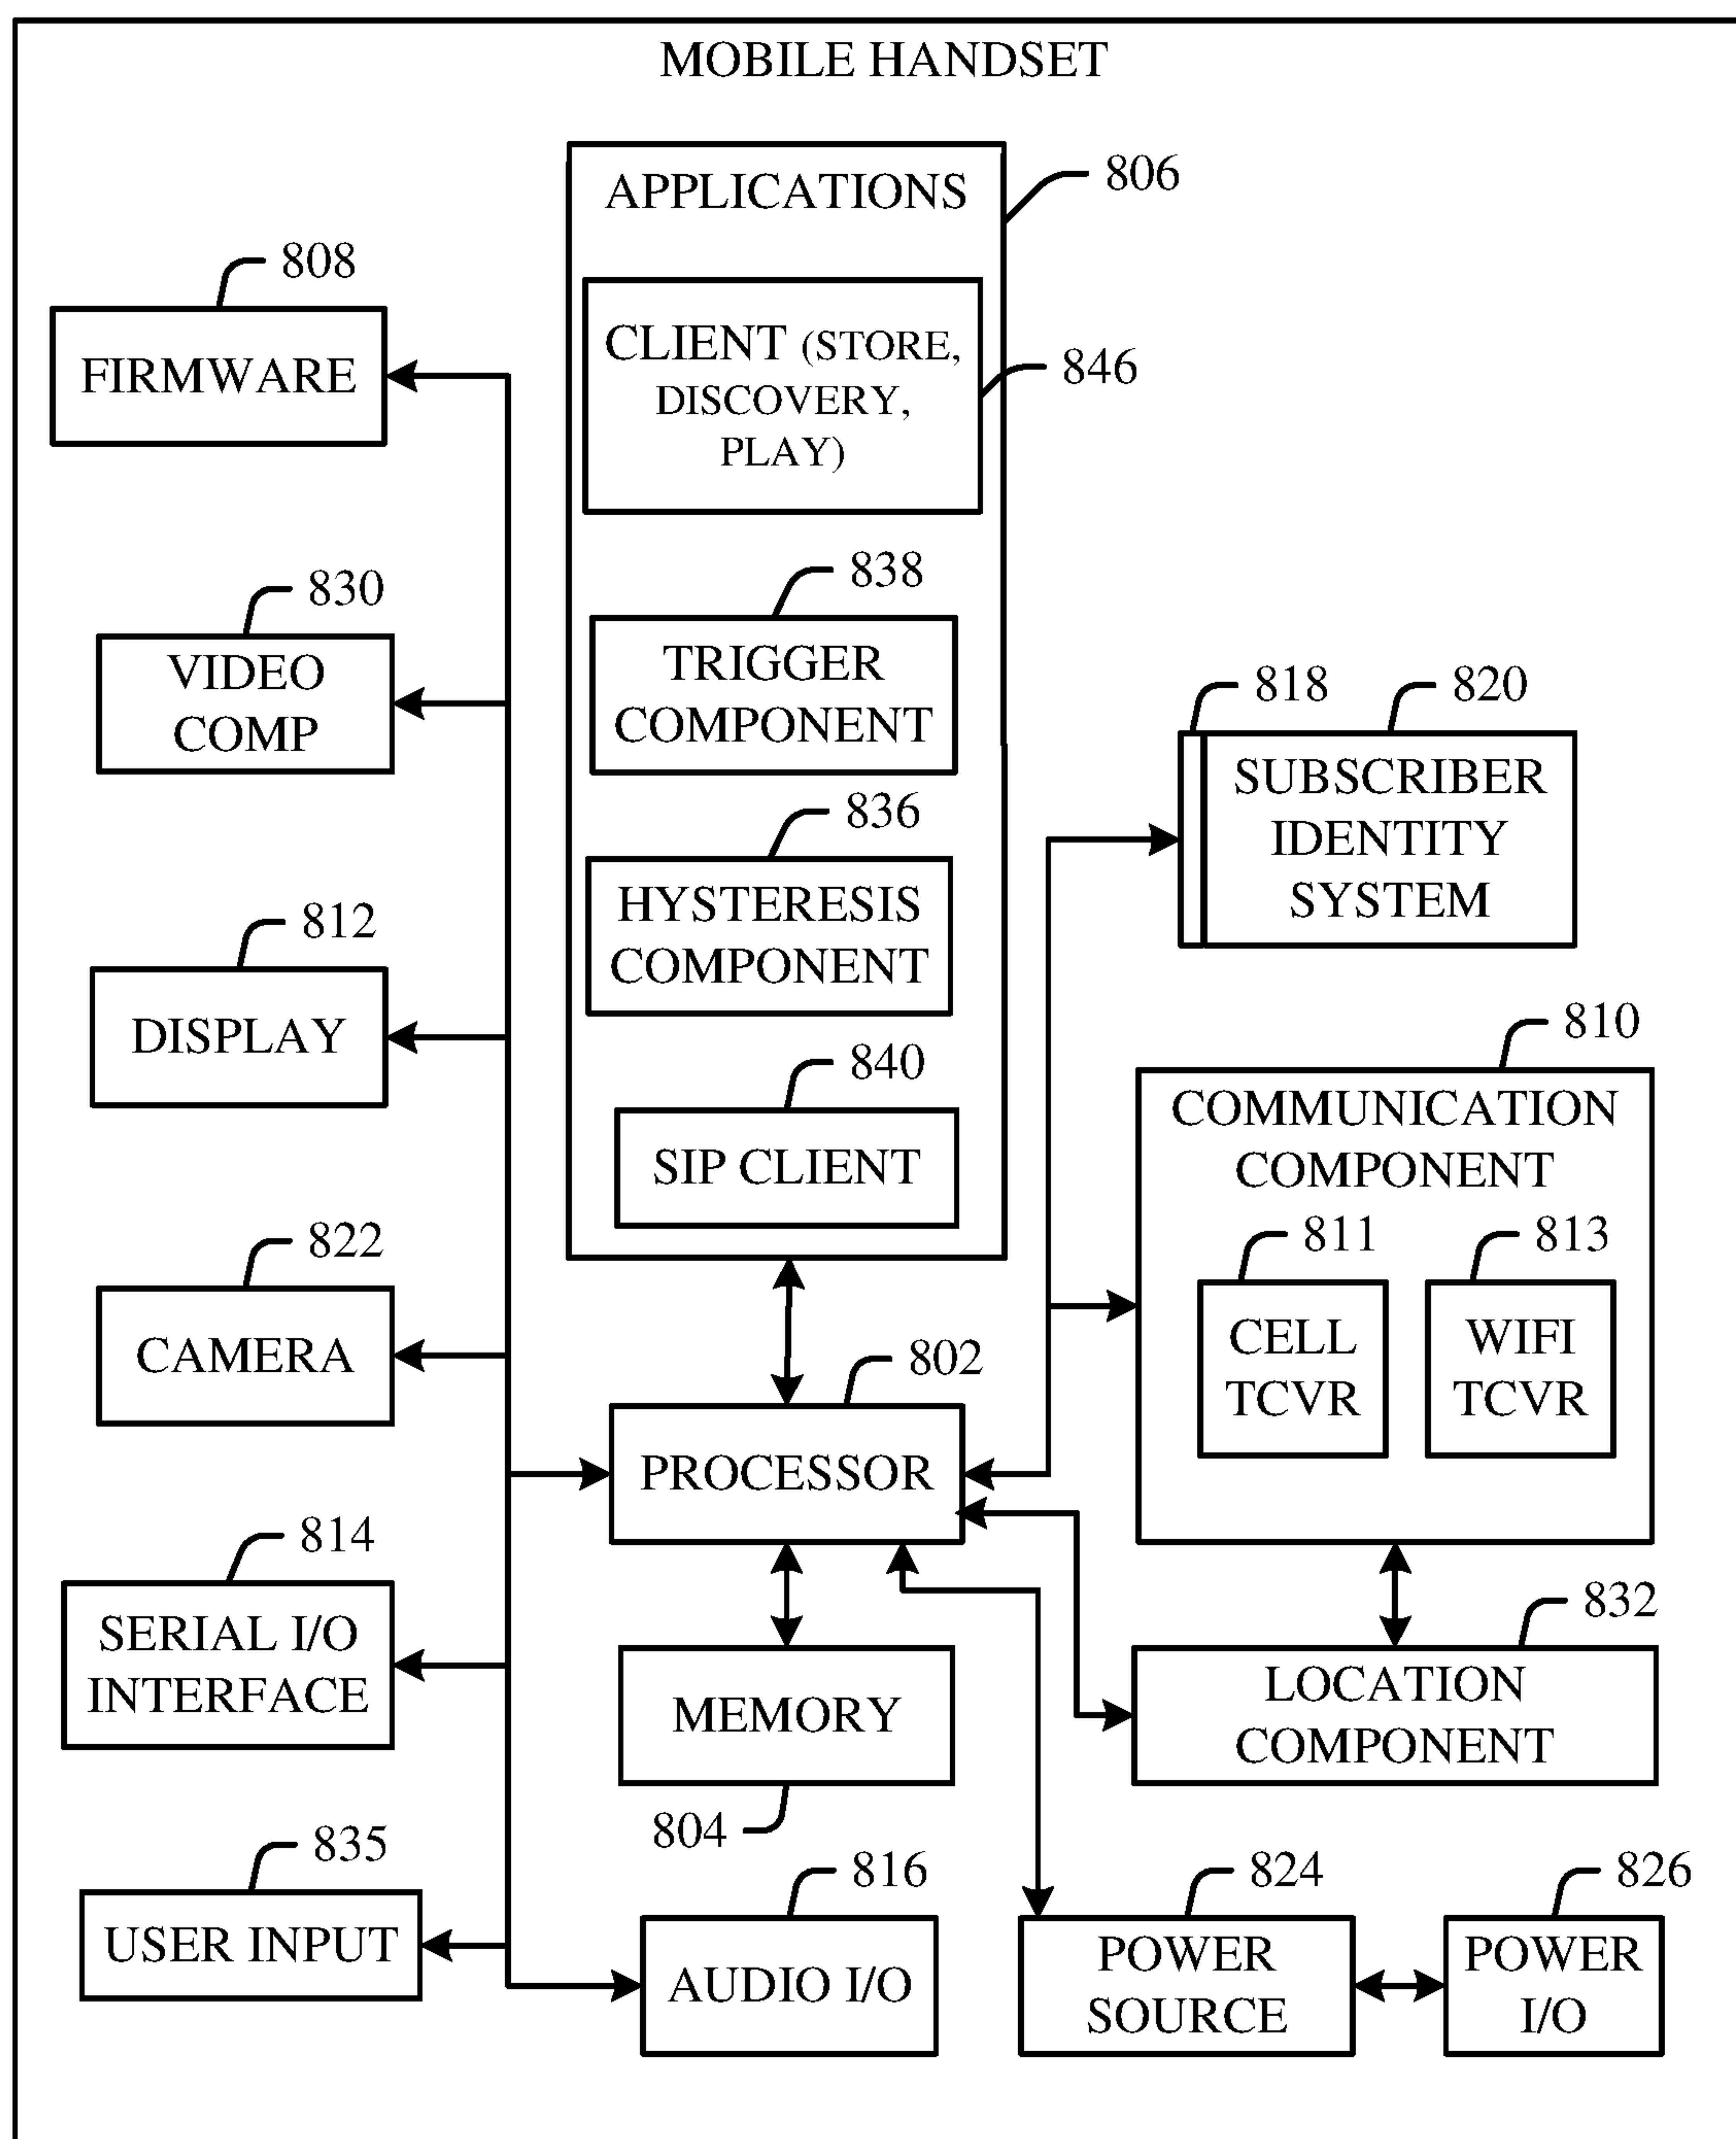 MOBILE HANDSET
APPLICATIONS
806
CLIENT (STORE,
DISCOVERY,
PLAY)
846
838
TRIGGER
COMPONENT
836
HYSTERESIS
COMPONENT
840
SIP CLIENT
808
FIRMWARE
830
VIDEO
COMP
812
DISPLAY
822
CAMERA
814
SERIAL I/O
INTERFACE
835
USER INPUT
802
PROCESSOR
MEMORY
804
816
AUDIO I/O
818
820
SUBSCRIBER
IDENTITY
SYSTEM
810
COMMUNICATION
COMPONENT
811
CELL
TCVR
813
WIFI
TCVR
832
LOCATION
COMPONENT
824
POWER
SOURCE
826
POWER
I/O